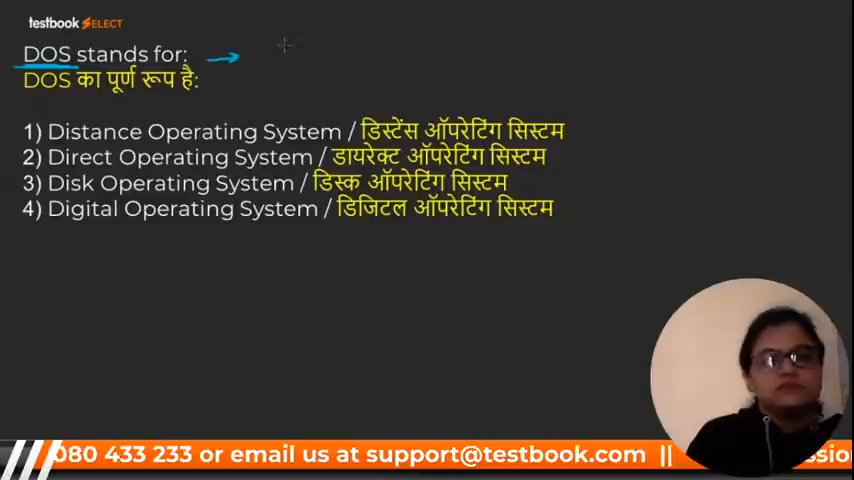 testbook SELECT
DOS stands for:
DOS का पूर्ण रूप है:
1) Distance Operating System / डिस्टेंस ऑपरेटिंग सिस्टम
2) Direct Operating System / डायरेक्ट ऑपरेटिंग सिस्टम
3) Disk Operating System / डिस्क ऑपरेटिंग सिस्टम
4) Digital Operating System / डिजिटल ऑपरेटिंग सिस्टम
080 433 233 or email us at support@testbook.com ||